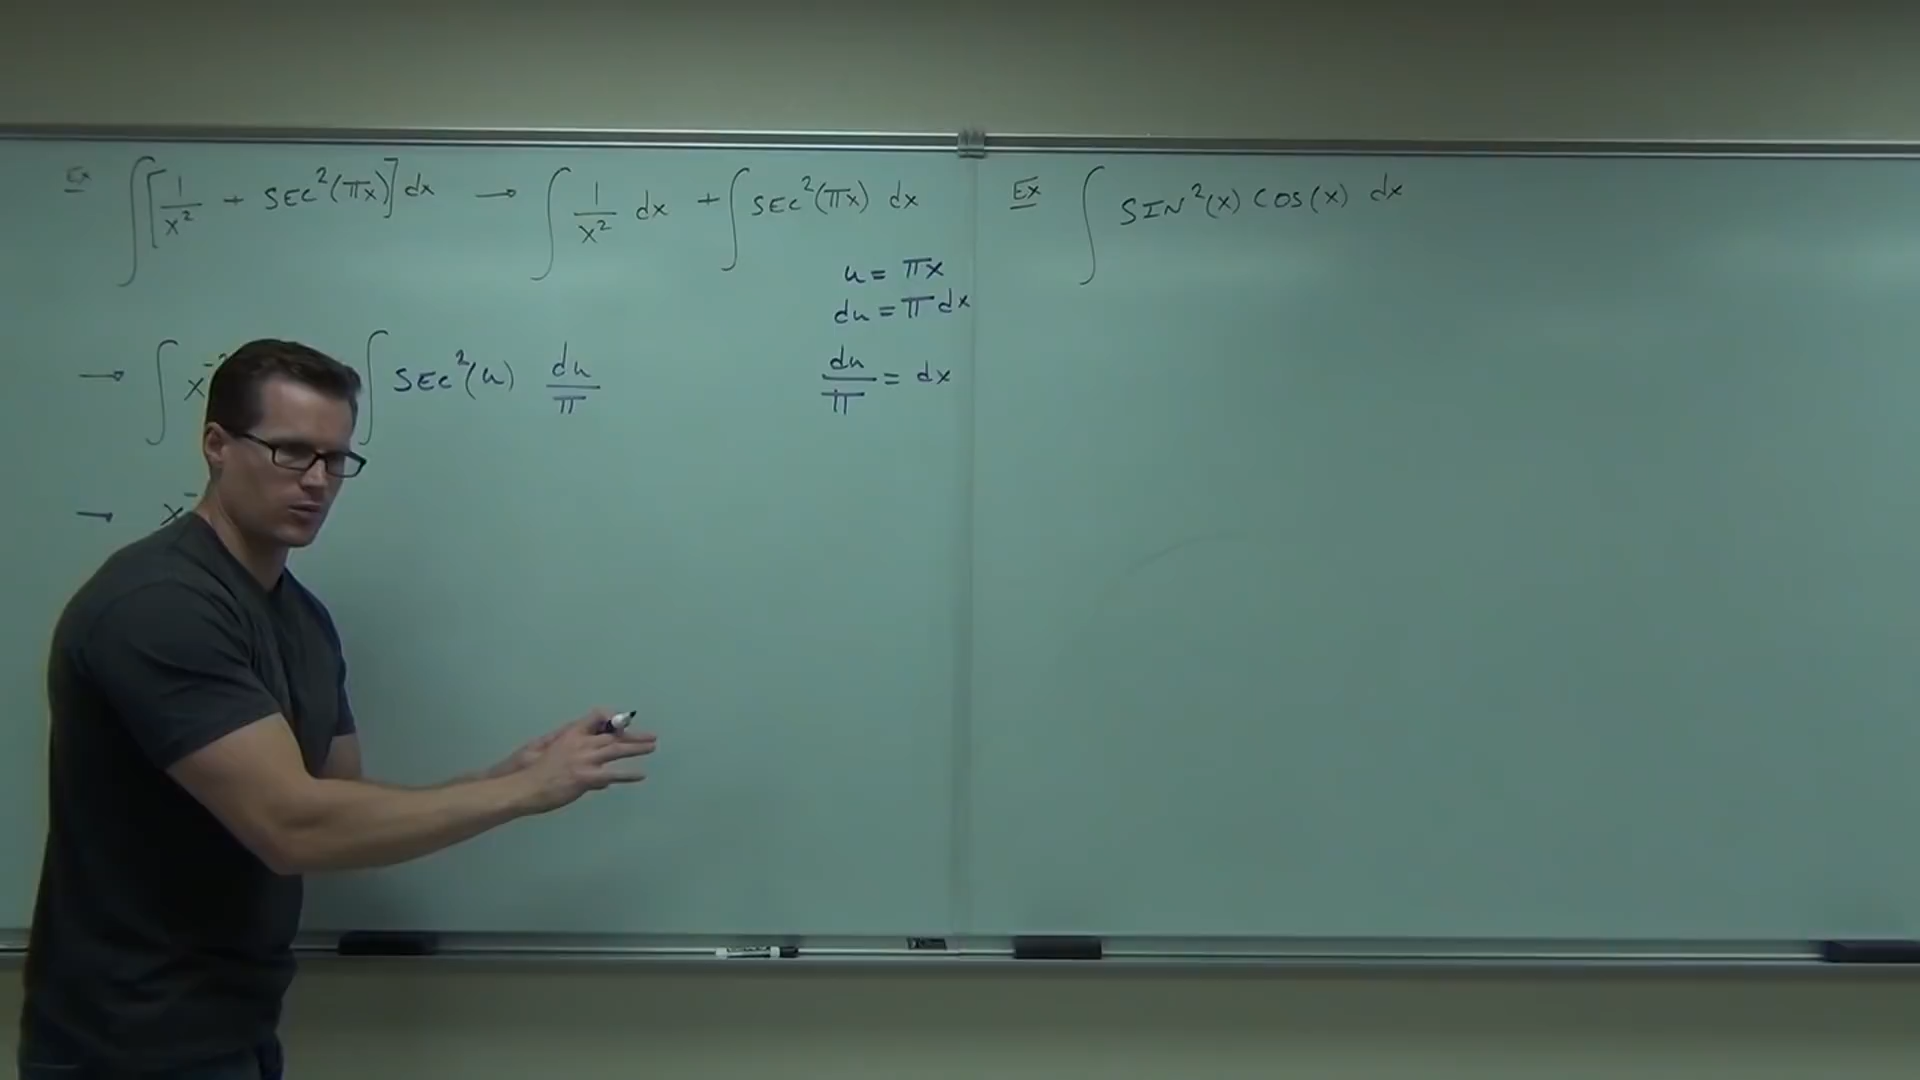 Ex ∫[1/x² + SEC²(πx)]dx → ∫ 1/x² dx + ∫ SEC²(πx) dx
u = πx
du = π dx
→ ∫ x⁻ ∫ SEC²(u) du/π
du/π = dx
→ x⁻
Ex ∫ SIN²(x) COS(x) dx